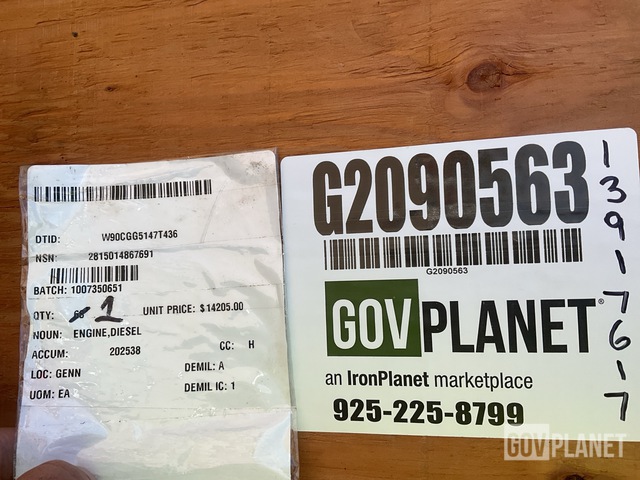 DTID: W90CGG5147T436
NSN: 2815014867691
BATCH: 1007350651
QTY: 1 UNIT PRICE: $14205.00
NOUN: ENGINE,DIESEL
ACCUM: 202538 CC: H
LOC: GENN DEMIL: A
UOM: EA DEMIL IC: 1
G2090563
G2090563
GOVPLANET®
an IronPlanet marketplace
925-225-8799
13917617
GOVPLANET